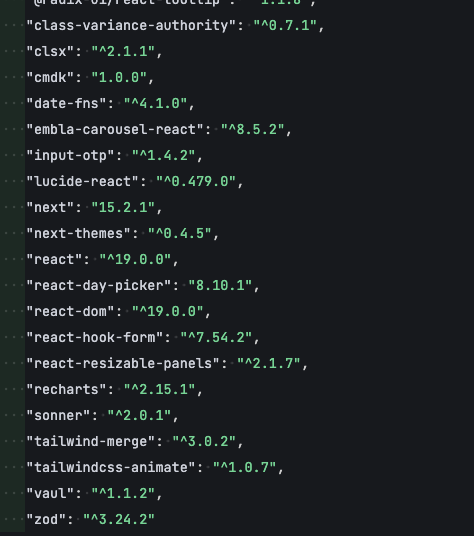 "@radix-ui/react-tooltip": "^1.1.8",
"class-variance-authority": "^0.7.1",
"clsx": "^2.1.1",
"cmdk": "1.0.0",
"date-fns": "^4.1.0",
"embla-carousel-react": "^8.5.2",
"input-otp": "^1.4.2",
"lucide-react": "^0.479.0",
"next": "15.2.1",
"next-themes": "^0.4.5",
"react": "^19.0.0",
"react-day-picker": "8.10.1",
"react-dom": "^19.0.0",
"react-hook-form": "^7.54.2",
"react-resizable-panels": "^2.1.7",
"recharts": "^2.15.1",
"sonner": "^2.0.1",
"tailwind-merge": "^3.0.2",
"tailwindcss-animate": "^1.0.7",
"vaul": "^1.1.2",
"zod": "^3.24.2"